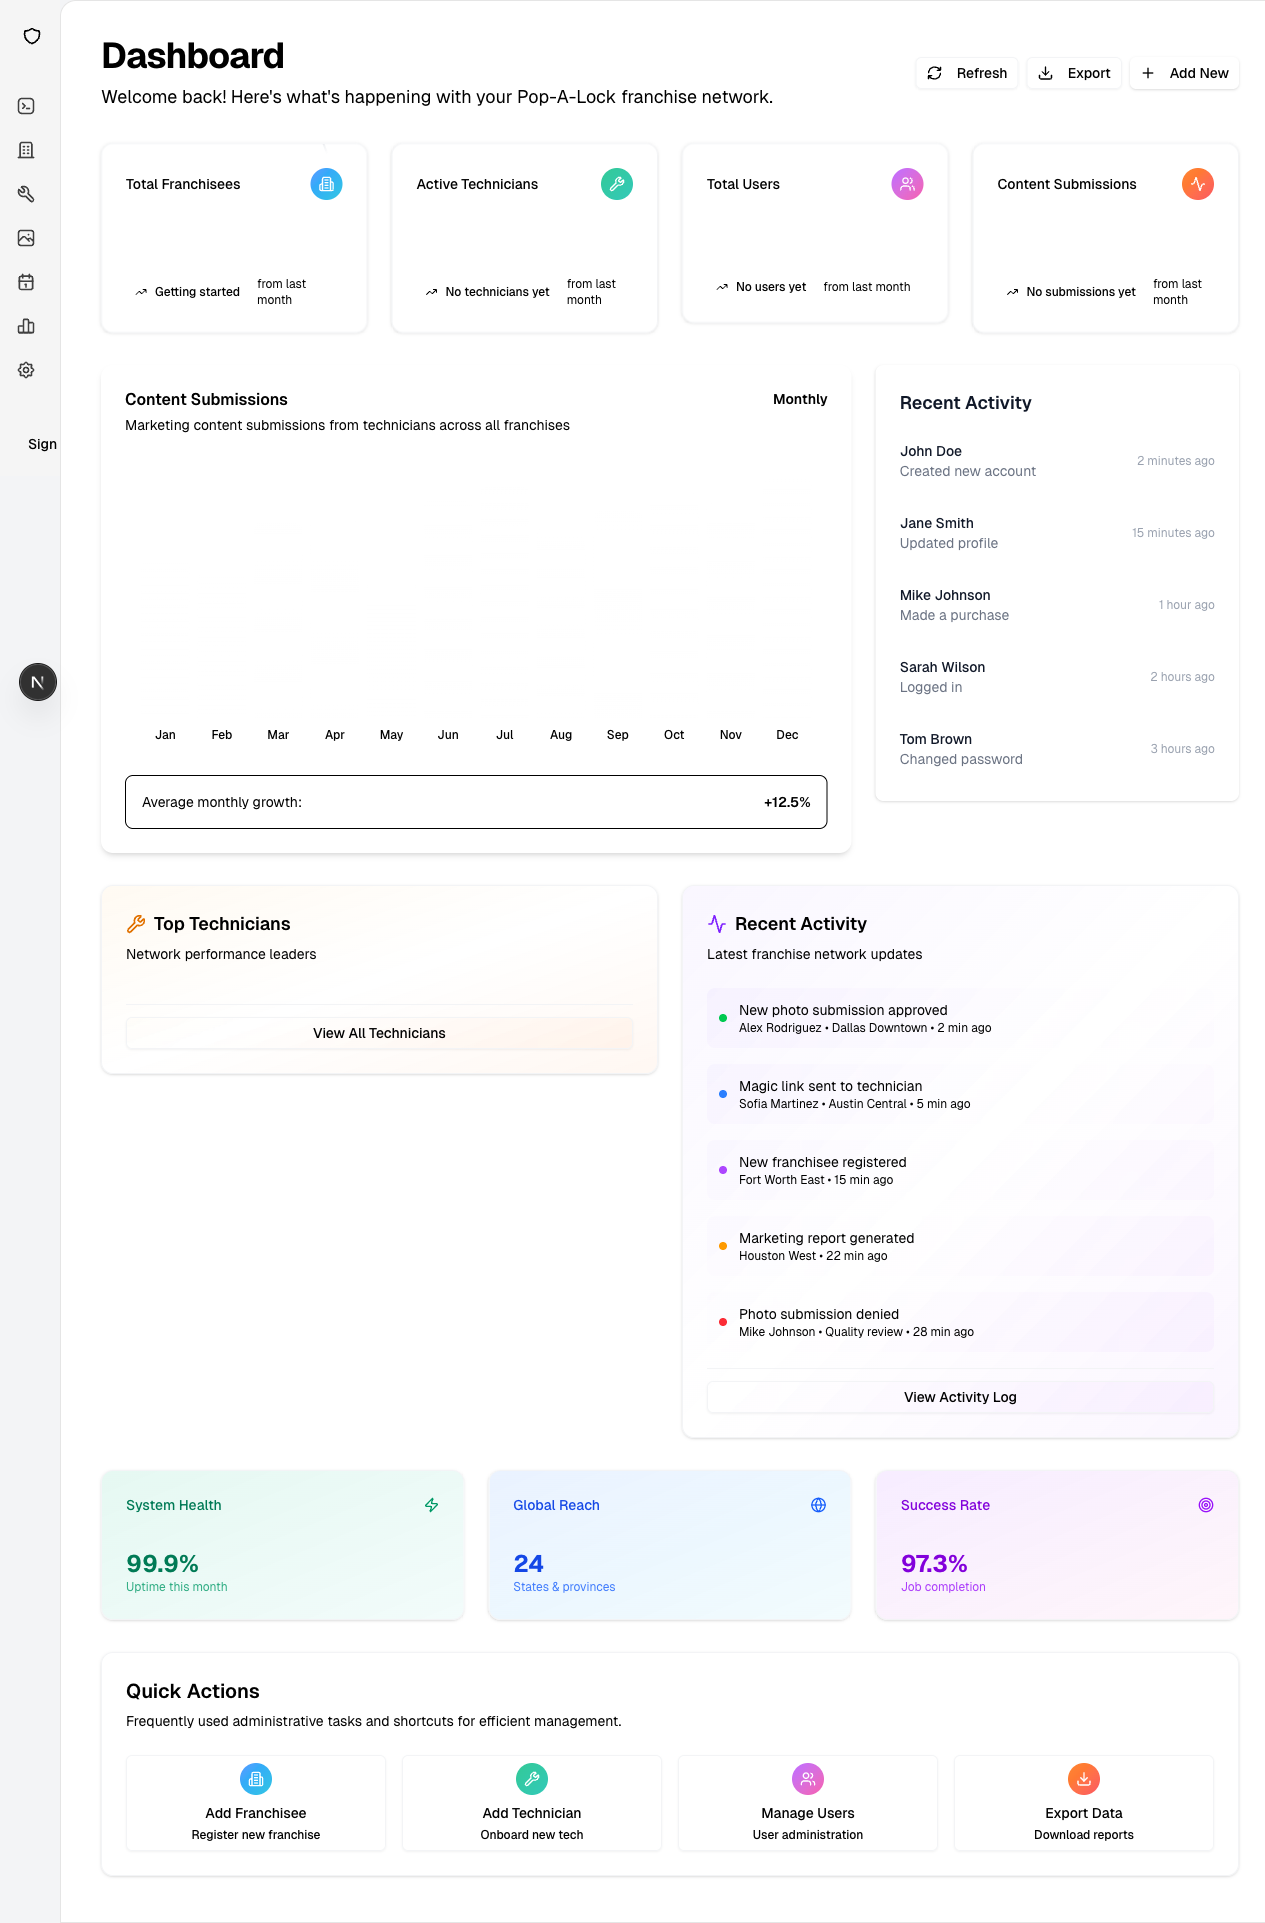 Dashboard
Welcome back! Here's what's happening with your Pop-A-Lock franchise network.
Refresh
Export
Add New
Sign
Total Franchisees
Getting started
from last
month
Active Technicians
No technicians yet
from last
month
Total Users
No users yet
from last month
Content Submissions
No submissions yet
from last
month
Content Submissions
Monthly
Marketing content submissions from technicians across all franchises
Jan Feb Mar Apr May Jun Jul Aug Sep Oct Nov Dec
Average monthly growth:
+12.5%
Recent Activity
John Doe
Created new account
2 minutes ago
Jane Smith
Updated profile
15 minutes ago
Mike Johnson
Made a purchase
1 hour ago
Sarah Wilson
Logged in
2 hours ago
Tom Brown
Changed password
3 hours ago
N
Top Technicians
Network performance leaders
View All Technicians
Recent Activity
Latest franchise network updates
New photo submission approved
Alex Rodriguez • Dallas Downtown • 2 min ago
Magic link sent to technician
Sofia Martinez • Austin Central • 5 min ago
New franchisee registered
Fort Worth East • 15 min ago
Marketing report generated
Houston West • 22 min ago
Photo submission denied
Mike Johnson • Quality review • 28 min ago
View Activity Log
System Health
99.9%
Uptime this month
Global Reach
24
States & provinces
Success Rate
97.3%
Job completion
Quick Actions
Frequently used administrative tasks and shortcuts for efficient management.
Add Franchisee
Register new franchise
Add Technician
Onboard new tech
Manage Users
User administration
Export Data
Download reports